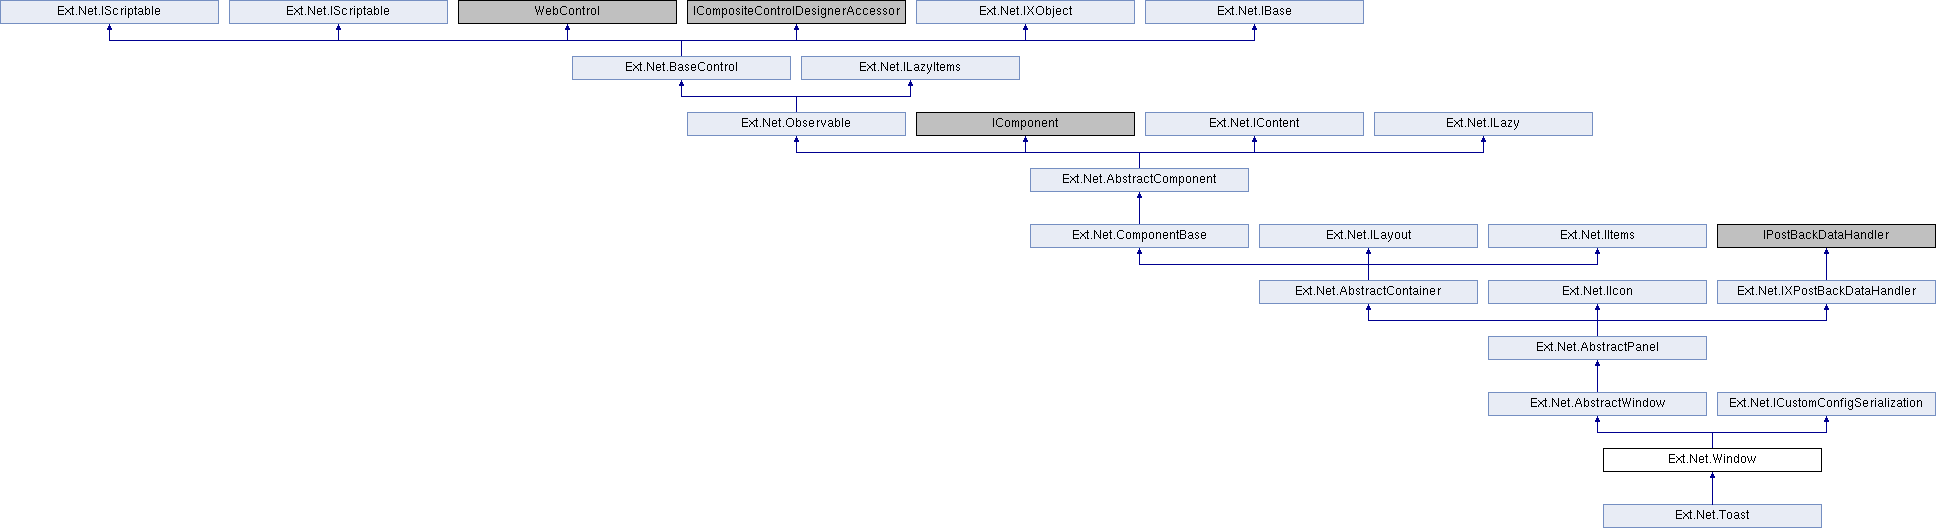 Ext.Net.IScriptable
Ext.Net.IScriptable
WebControl
ICompositeControlDesignerAccessor
Ext.Net.IXObject
Ext.Net.IBase
Ext.Net.BaseControl
Ext.Net.ILazyItems
Ext.Net.Observable
IComponent
Ext.Net.IContent
Ext.Net.ILazy
Ext.Net.AbstractComponent
Ext.Net.ComponentBase
Ext.Net.ILayout
Ext.Net.IItems
IPostBackDataHandler
Ext.Net.AbstractContainer
Ext.Net.IIcon
Ext.Net.IXPostBackDataHandler
Ext.Net.AbstractPanel
Ext.Net.AbstractWindow
Ext.Net.ICustomConfigSerialization
Ext.Net.Window
Ext.Net.Toast